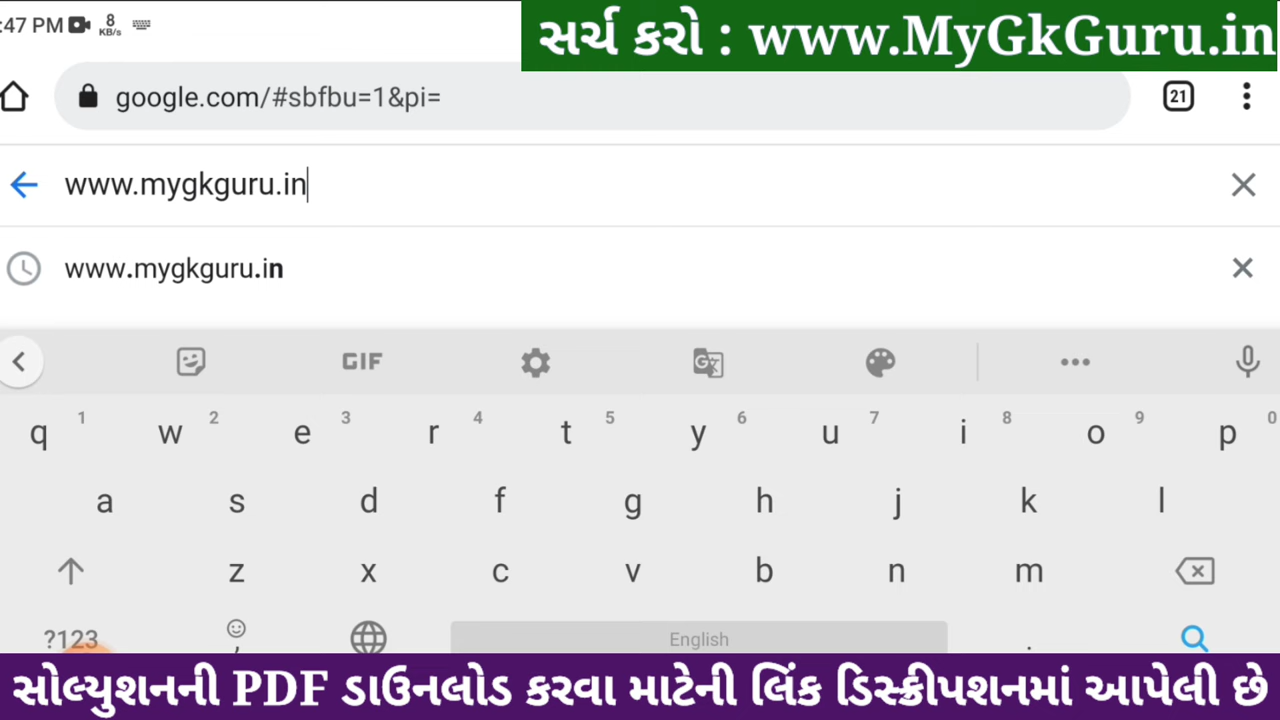 :47 PM 8 KB/s
સર્ચ કરો : www.MyGkGuru.in
google.com/#sbfbu=1&pi=
21
www.mygkguru.in
www.mygkguru.in
GIF
q 1 w 2 e 3 r 4 t 5 y 6 u 7 i 8 o 9 p 0
a s d f g h j k l
z x c v b n m
?123 , English .
સોલ્યુશનની PDF ડાઉનલોડ કરવા માટેની લિંક ડિસ્ક્રીપશનમાં આપેલી છે